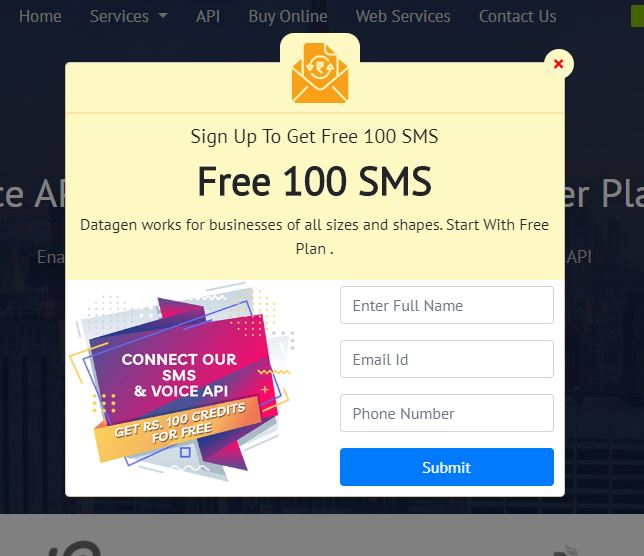 Home Services API Buy Online Web Services Contact Us
Sign Up To Get Free 100 SMS
Free 100 SMS
Datagen works for businesses of all sizes and shapes. Start With Free
Plan .
ce AP
er Pla
Ena
API
CONNECT OUR
SMS
& VOICE API
GET RS. 100 CREDITS
FOR FREE
Enter Full Name
Email Id
Phone Number
Submit